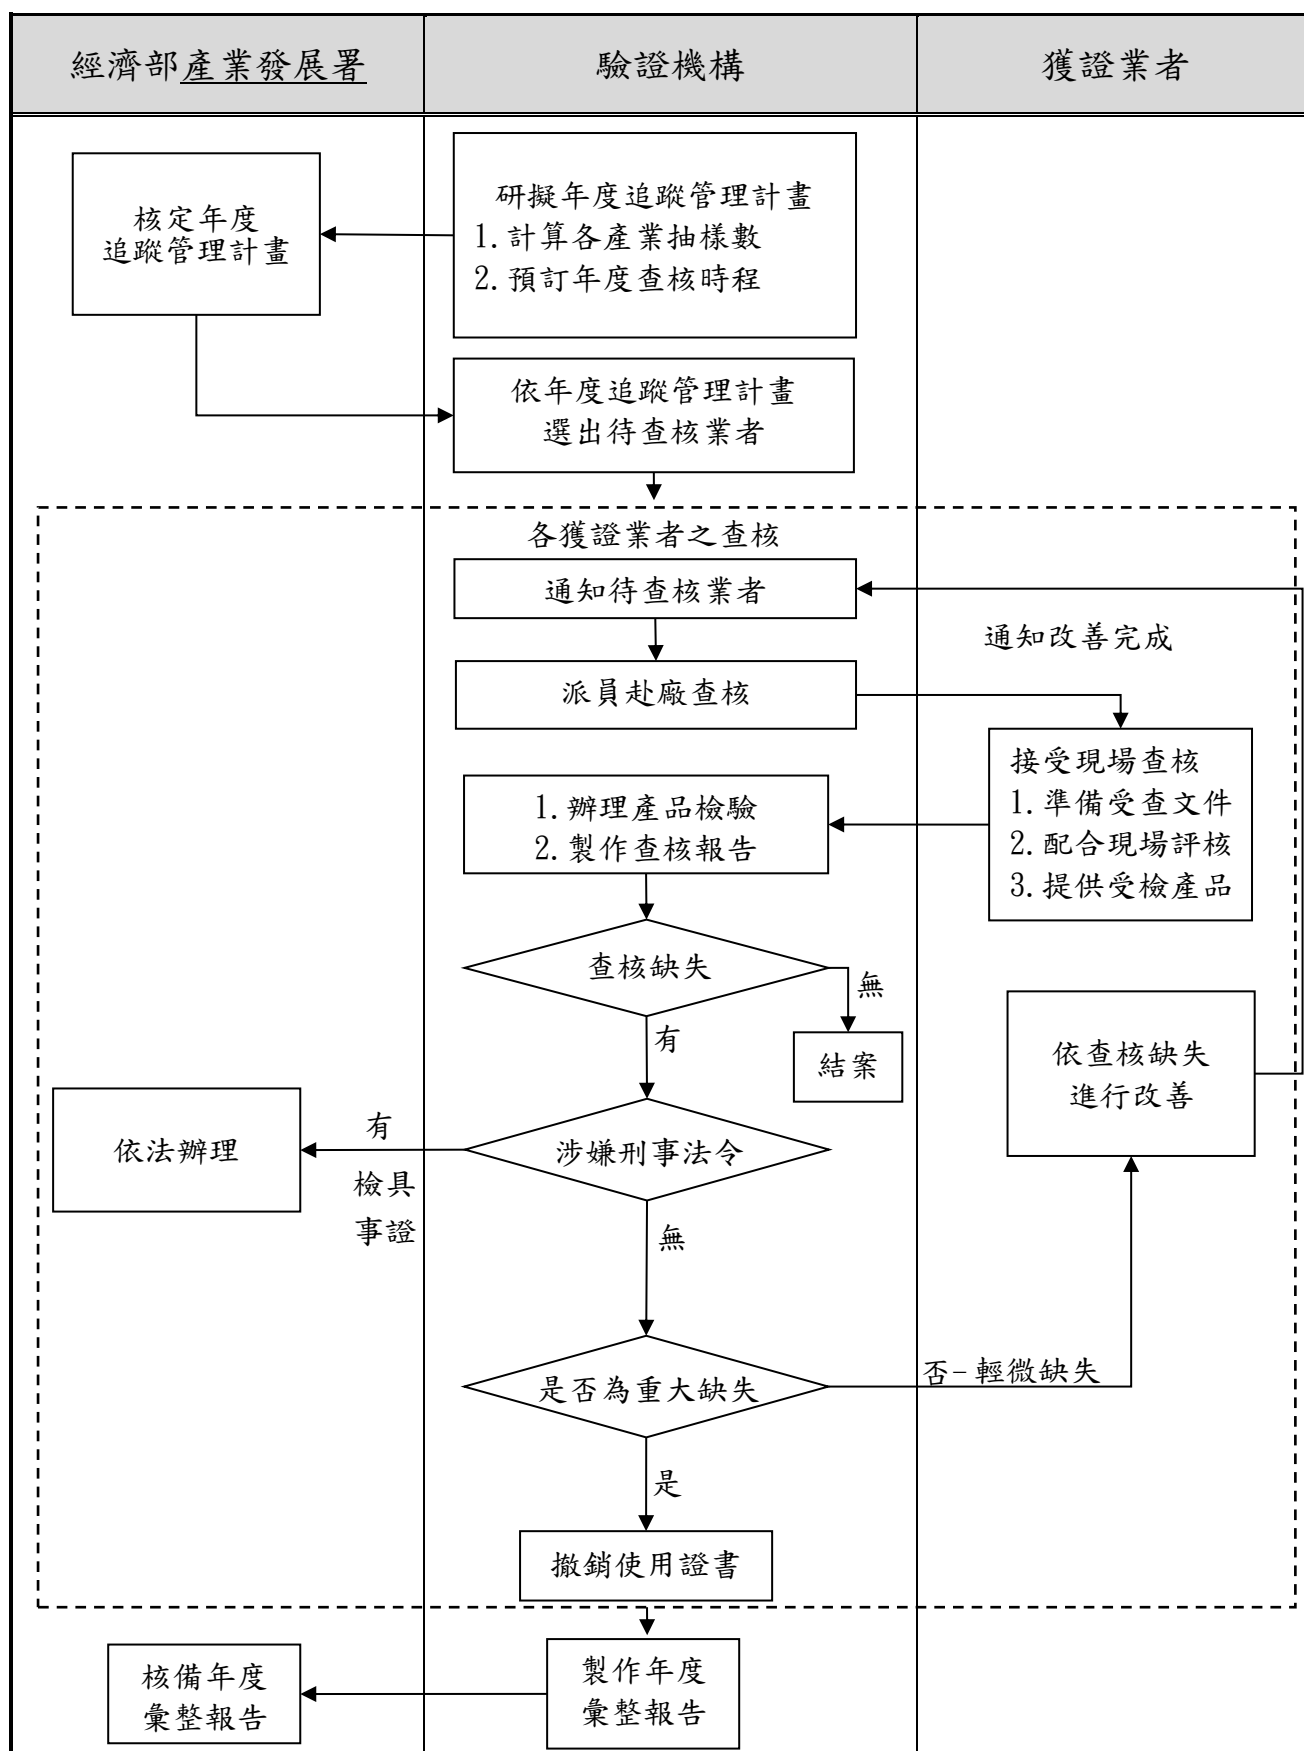 經濟部產業發展署
驗證機構
獲證業者
研擬年度追蹤管理計畫
1.計算各產業抽樣數
2.預訂年度查核時程
核定年度
追蹤管理計畫
依年度追蹤管理計畫
選出待查核業者
各獲證業者之查核
通知待查核業者
通知改善完成
派員赴廠查核
接受現場查核
1.準備受查文件
2.配合現場評核
3.提供受檢產品
1.辦理產品檢驗
2.製作查核報告
查核缺失
無
結案
有
依查核缺失
進行改善
涉嫌刑事法令
有
檢具
事證
依法辦理
無
是否為重大缺失
否-輕微缺失
是
撤銷使用證書
製作年度
彙整報告
核備年度
彙整報告